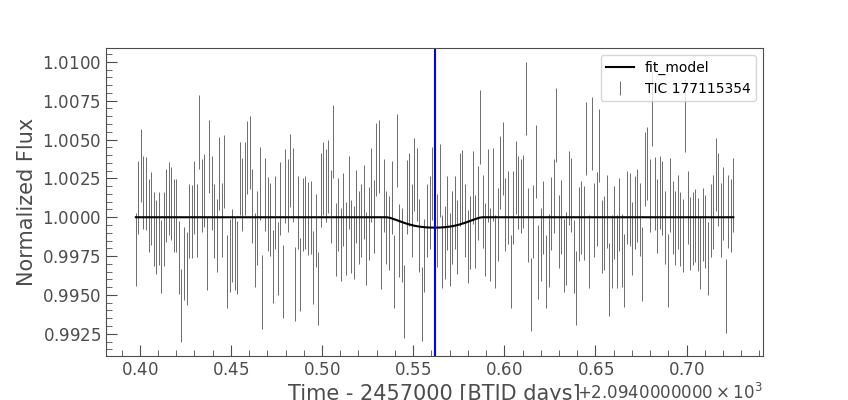 1.0100
1.0075
1.0050
1.0025
1.0000
0.9975
0.9950
0.9925
Normalized Flux
fit_model
TIC 177115354
0.40 0.45 0.50 0.55 0.60 0.65 0.70
Time - 2457000 [BTJD days]
+2.0940000000 × 10³